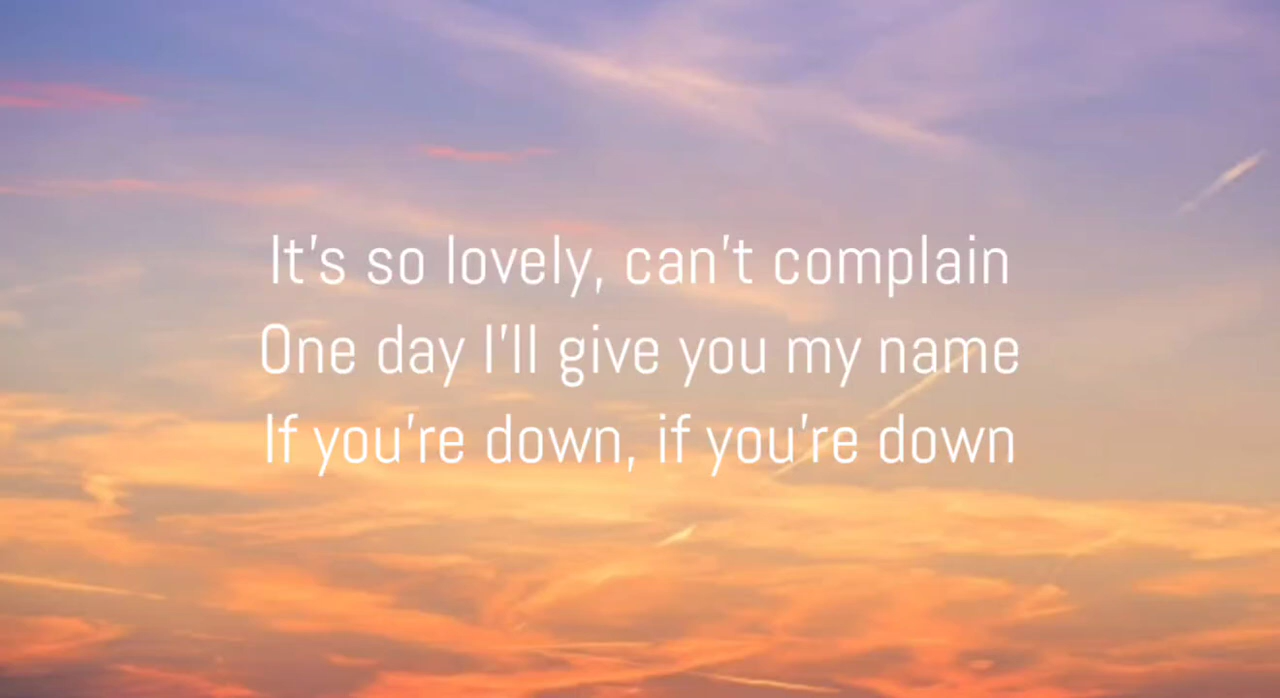 It's so lovely, can't complain
One day I'll give you my name
If you're down, if you're down